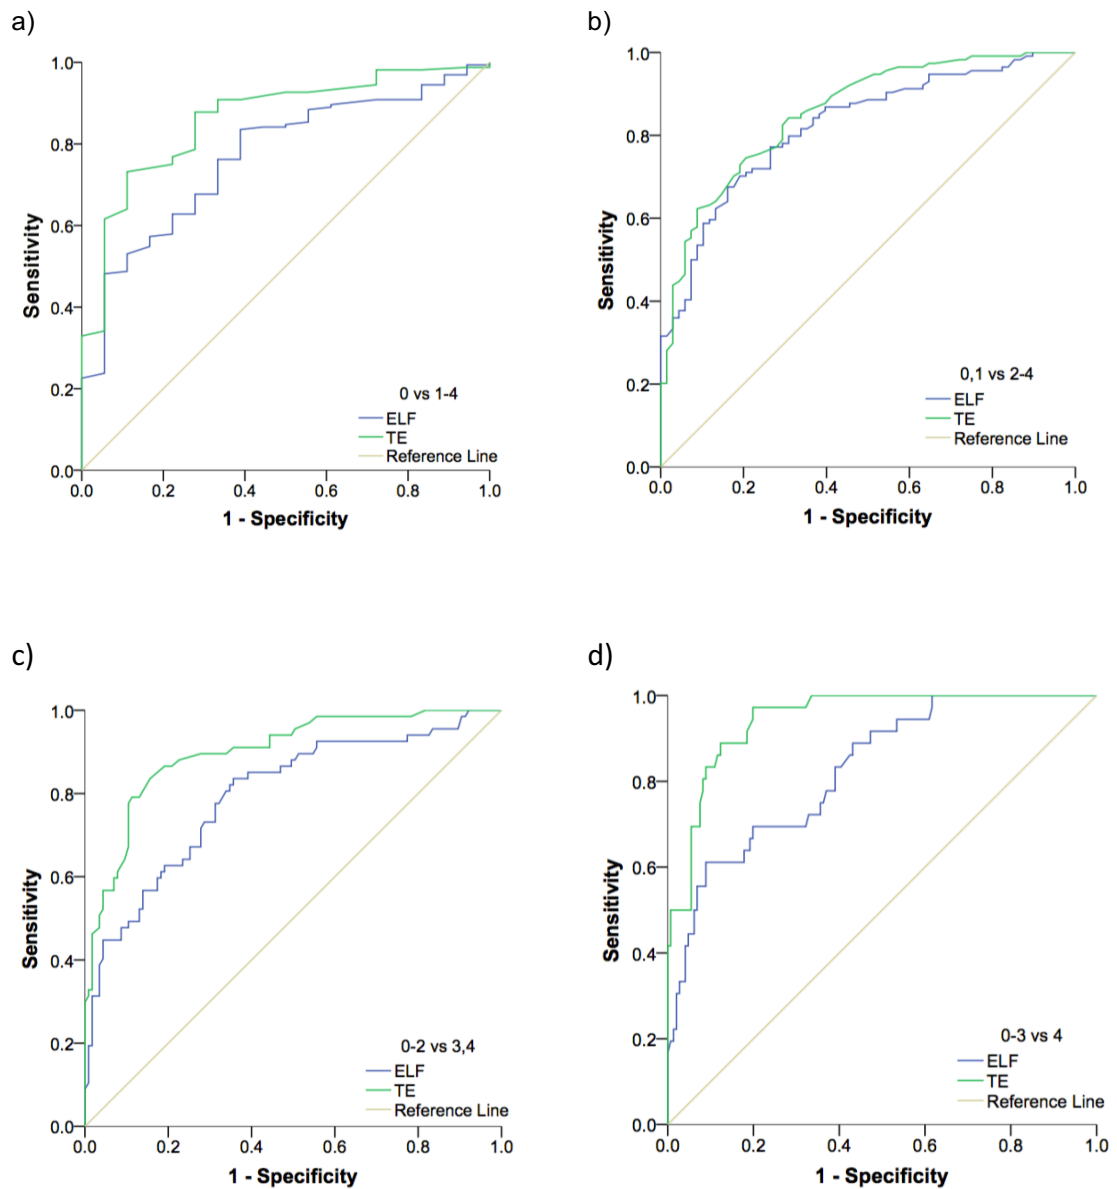 a)
1.0
0.8
0.6
0.4
0.2
0.0
Sensitivity
0 vs 1-4
ELF
TE
Reference Line
0.0 0.2 0.4 0.6 0.8 1.0
1 - Specificity
b)
1.0
0.8
0.6
0.4
0.2
0.0
Sensitivity
0,1 vs 2-4
ELF
TE
Reference Line
0.0 0.2 0.4 0.6 0.8 1.0
1 - Specificity
c)
1.0
0.8
0.6
0.4
0.2
0.0
Sensitivity
0-2 vs 3,4
ELF
TE
Reference Line
0.0 0.2 0.4 0.6 0.8 1.0
1 - Specificity
d)
1.0
0.8
0.6
0.4
0.2
0.0
Sensitivity
0-3 vs 4
ELF
TE
Reference Line
0.0 0.2 0.4 0.6 0.8 1.0
1 - Specificity